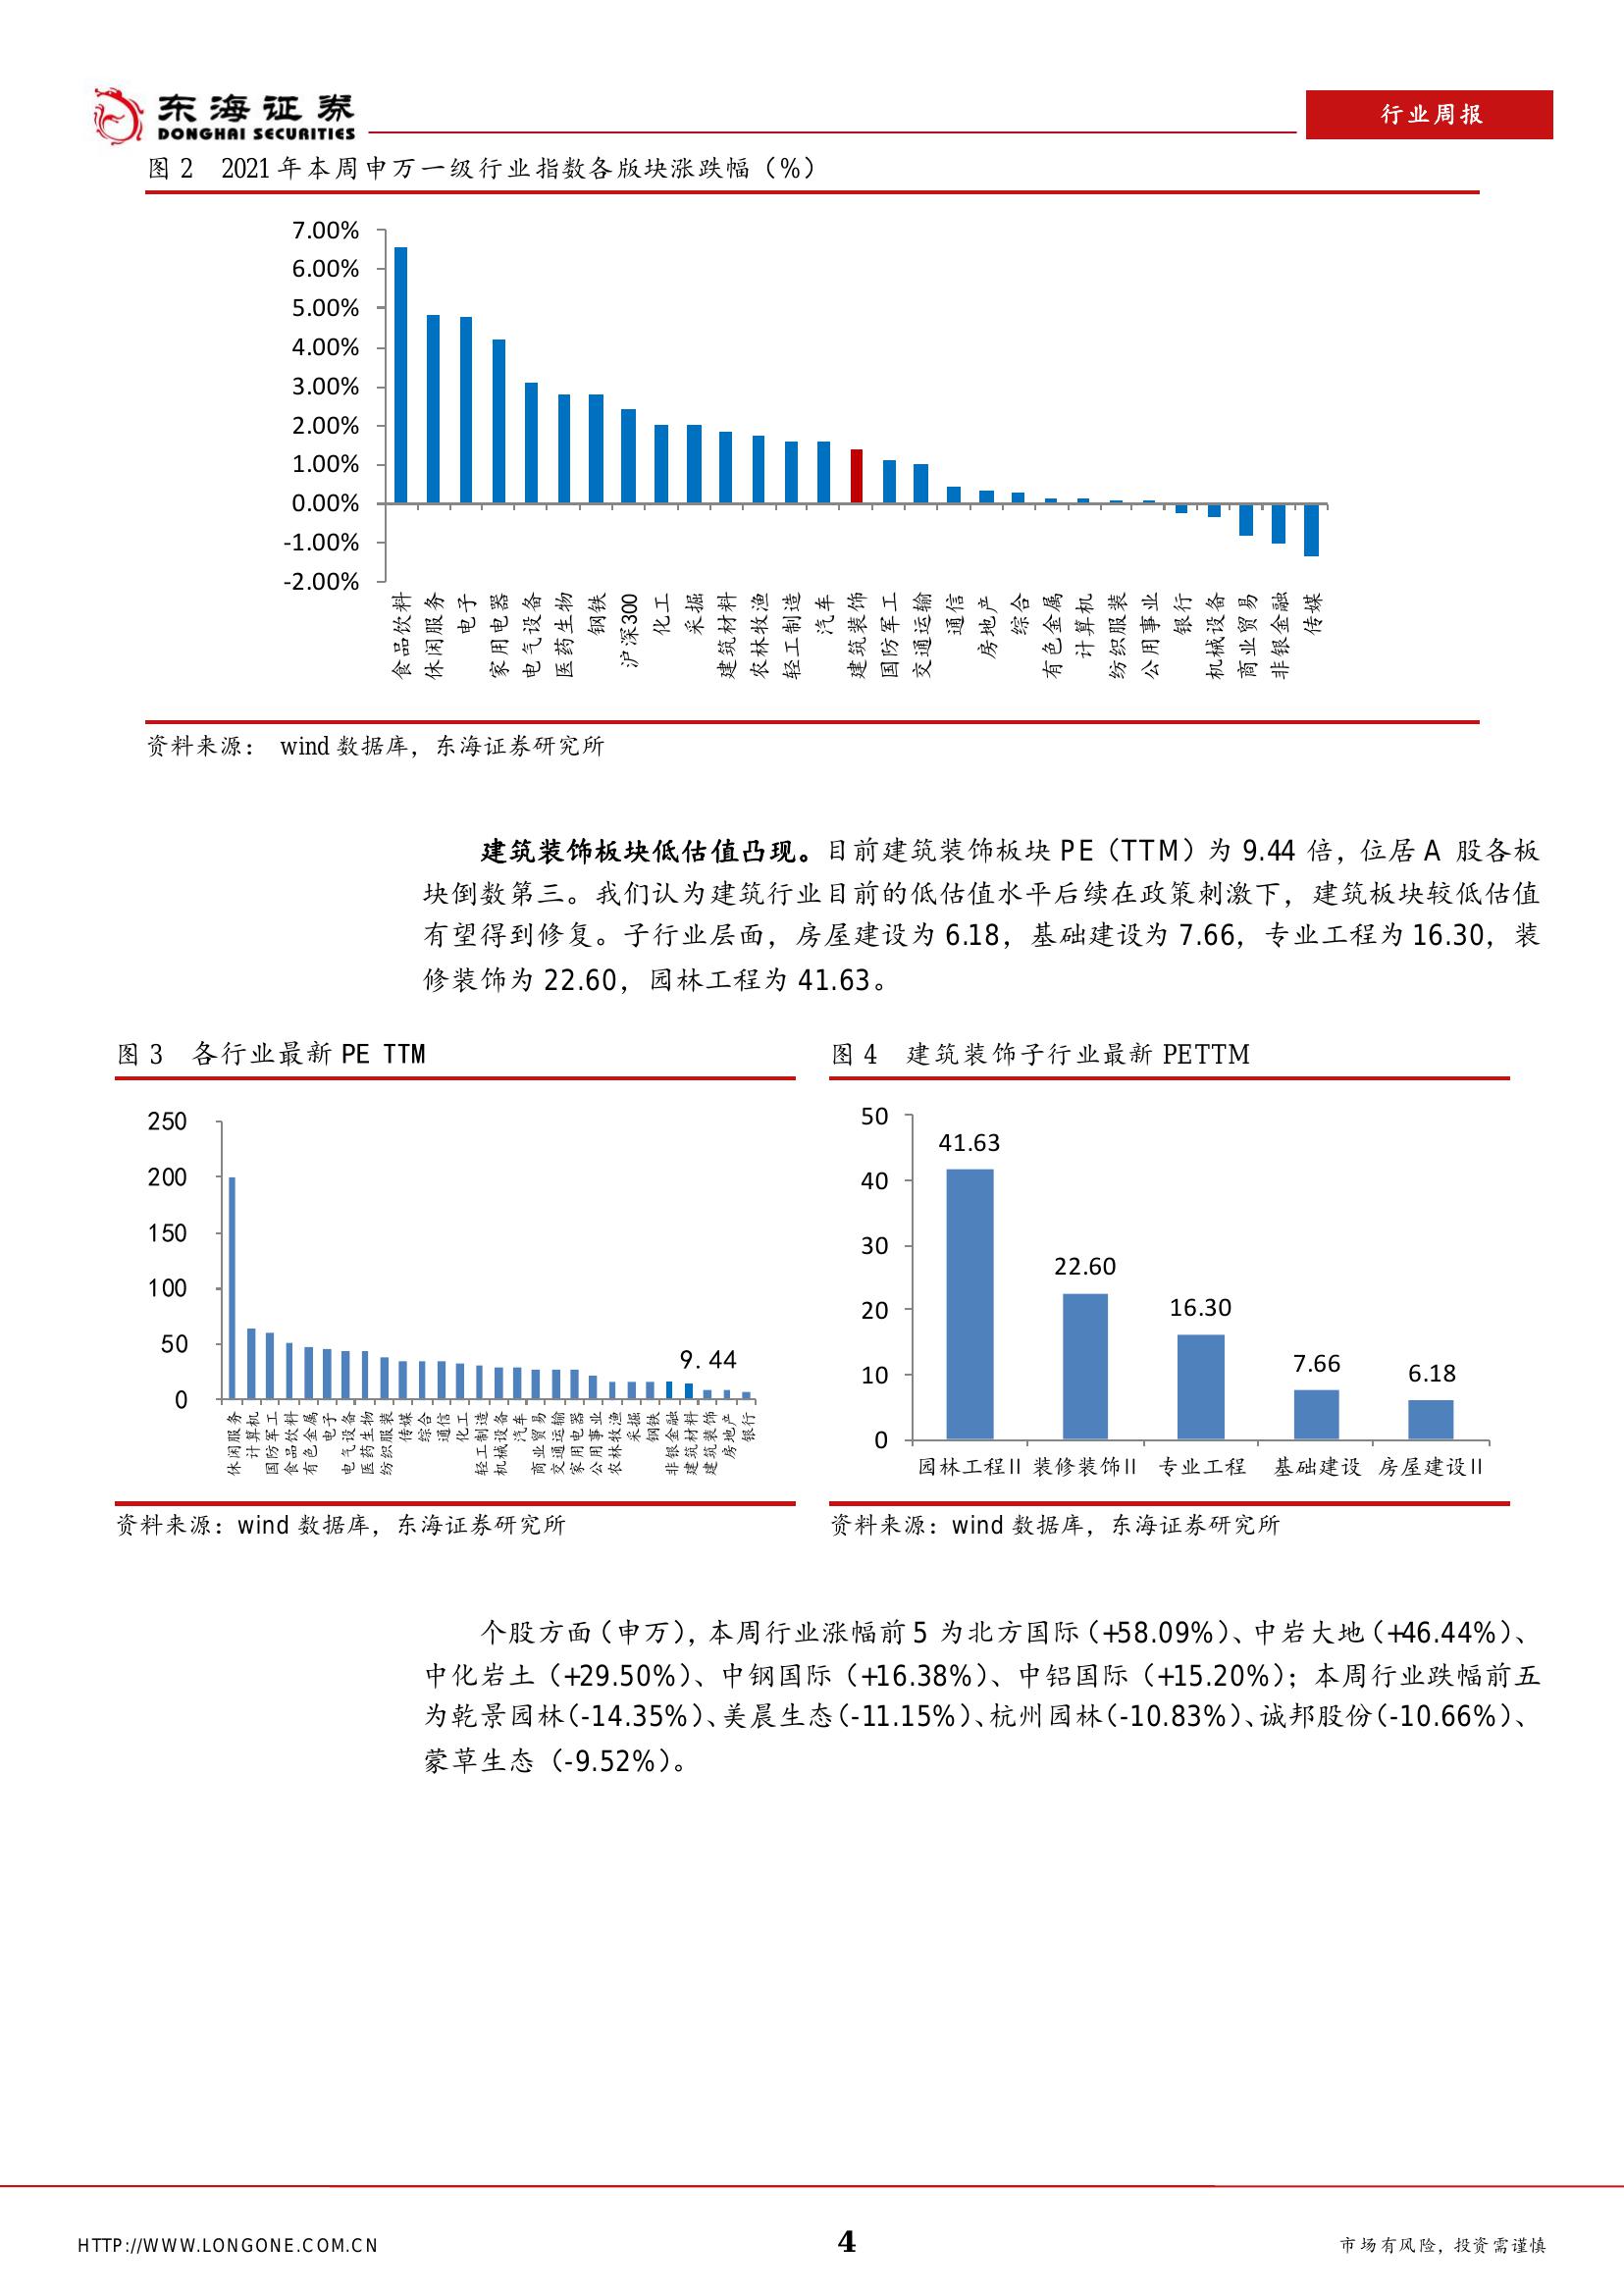 东海证券
DONGHAI SECURITIES
行业周报
图 2 2021 年本周申万一级行业指数各版块涨跌幅（%）
7.00%
6.00%
5.00%
4.00%
3.00%
2.00%
1.00%
0.00%
-1.00%
-2.00%
食品饮料
休闲服务
电子
家用电器
电气设备
医药生物
钢铁
沪深300
化工
采掘
建筑材料
农林牧渔
轻工制造
汽车
建筑装饰
国防军工
交通运输
通信
房地产
综合
有色金属
计算机
纺织服装
公用事业
银行
机械设备
商业贸易
非银金融
传媒
资料来源： wind 数据库，东海证券研究所
建筑装饰板块低估值凸现。目前建筑装饰板块 PE（TTM）为 9.44 倍，位居 A 股各板
块倒数第三。我们认为建筑行业目前的低估值水平后续在政策刺激下，建筑板块较低估值
有望得到修复。子行业层面，房屋建设为 6.18，基础建设为 7.66，专业工程为 16.30，装
修装饰为 22.60，园林工程为 41.63。
图 3 各行业最新 PE TTM
250
200
150
100
50
0
9.44
休闲服务
计算机
国防军工
食品饮料
有色金属
电子
电气设备
医药生物
纺织服装
传媒
综合
通信
化工
轻工制造
机械设备
汽车
商业贸易
交通运输
家用电器
公用事业
农林牧渔
采掘
钢铁
非银金融
建筑材料
建筑装饰
房地产
银行
资料来源：wind 数据库，东海证券研究所
图 4 建筑装饰子行业最新 PETTM
50
40
30
20
10
0
41.63
22.60
16.30
7.66
6.18
园林工程II 装修装饰II 专业工程 基础建设 房屋建设II
资料来源：wind 数据库，东海证券研究所
个股方面（申万），本周行业涨幅前 5 为北方国际（+58.09%）、中岩大地（+46.44%）、
中化岩土（+29.50%）、中钢国际（+16.38%）、中铝国际（+15.20%）；本周行业跌幅前五
为乾景园林（-14.35%）、美晨生态（-11.15%）、杭州园林（-10.83%）、诚邦股份（-10.66%）、
蒙草生态（-9.52%）。
HTTP://WWW.LONGONE.COM.CN
4
市场有风险，投资需谨慎